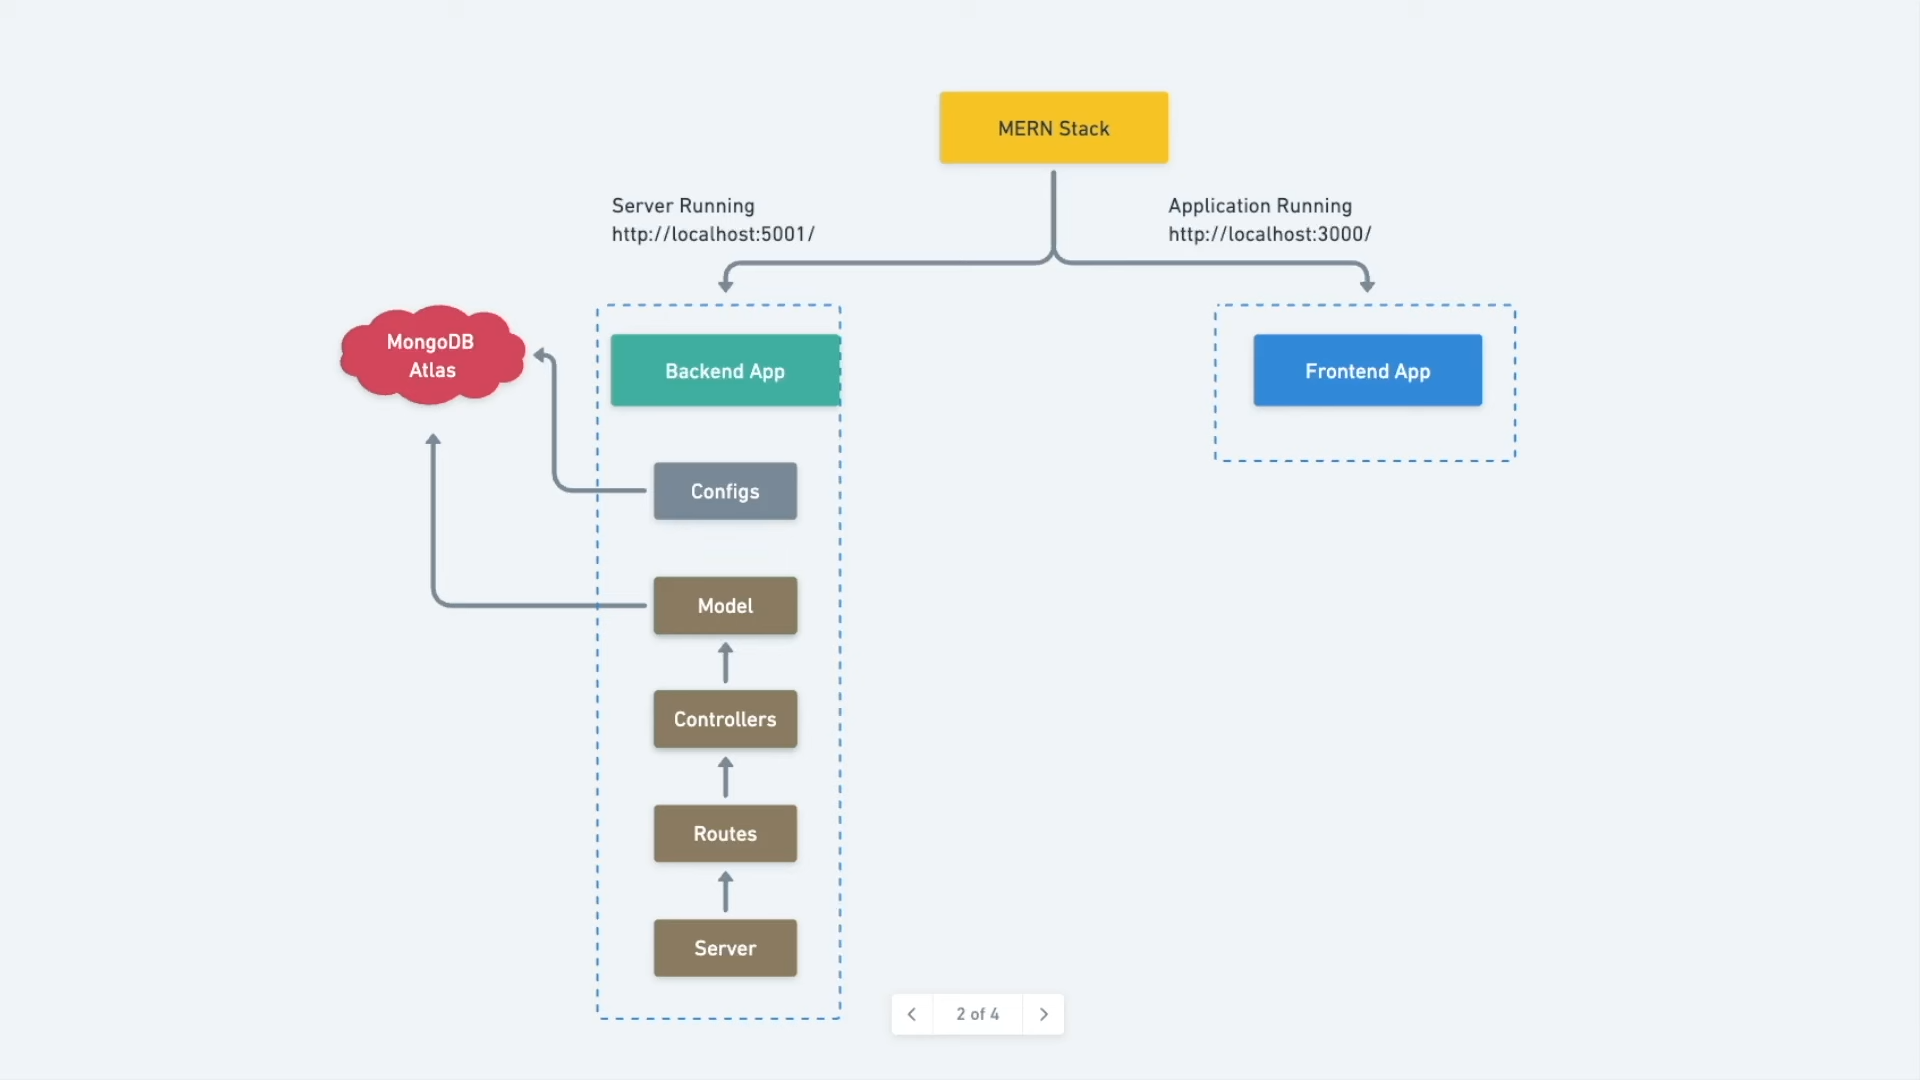 MERN Stack
Server Running
http://localhost:5001/
Application Running
http://localhost:3000/
MongoDB
Atlas
Backend App
Frontend App
Configs
Model
Controllers
Routes
Server
2 of 4